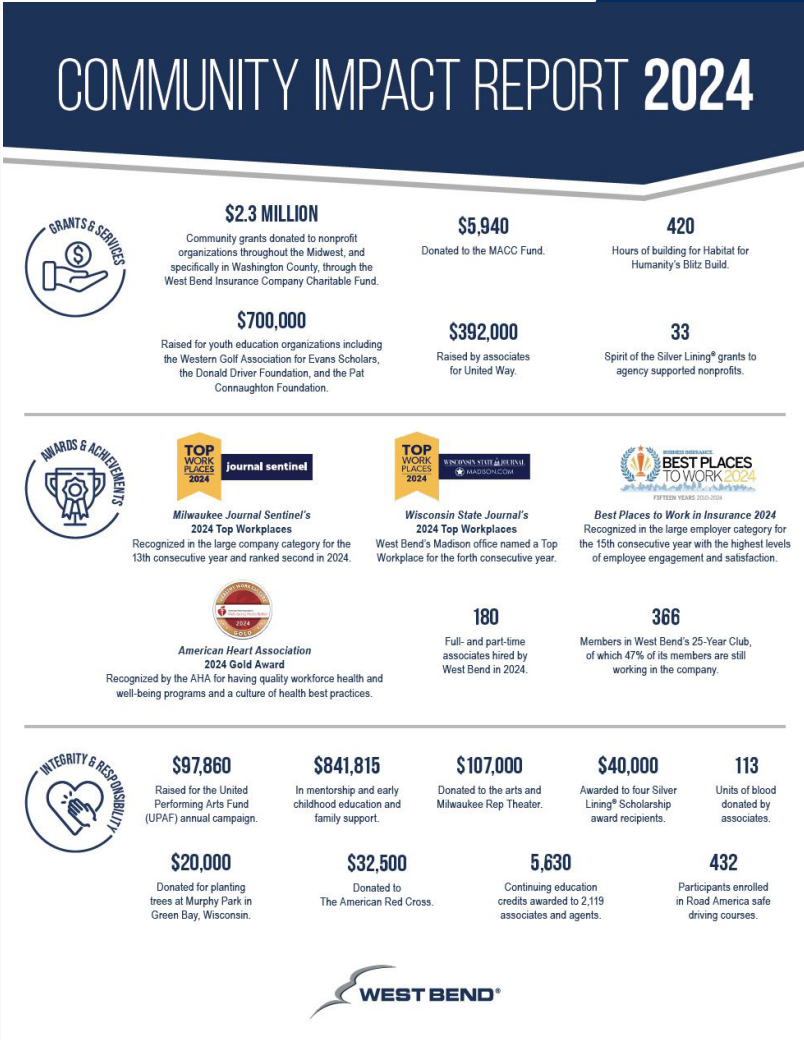 COMMUNITY IMPACT REPORT 2024
GRANTS & SERVICES
$
$2.3 MILLION
Community grants donated to nonprofit
organizations throughout the Midwest, and
specifically in Washington County, through the
West Bend Insurance Company Charitable Fund.
$5,940
Donated to the MACC Fund.
420
Hours of building for Habitat for
Humanity's Blitz Build.
$700,000
Raised for youth education organizations including
the Western Golf Association for Evans Scholars,
the Donald Driver Foundation, and the Pat
Connaughton Foundation.
$392,000
Raised by associates
for United Way.
33
Spirit of the Silver Lining® grants to
agency supported nonprofits.
AWARDS & ACHIEVEMENTS
TOP
WORK
PLACES
2024
journal sentinel
Milwaukee Journal Sentinel's
2024 Top Workplaces
Recognized in the large company category for the
13th consecutive year and ranked second in 2024.
TOP
WORK
PLACES
2024
WISCONSIN STATE JOURNAL
MADISON.COM
Wisconsin State Journal's
2024 Top Workplaces
West Bend's Madison office named a Top
Workplace for the forth consecutive year.
BUSINESS INSURANCE.
BEST PLACES
TO WORK 2024
FIFTEEN YEARS 2010-2024
Best Places to Work in Insurance 2024
Recognized in the large employer category for
the 15th consecutive year with the highest levels
of employee engagement and satisfaction.
2024
GOLD
American Heart Association
2024 Gold Award
Recognized by the AHA for having quality workforce health and
well-being programs and a culture of health best practices.
180
Full- and part-time
associates hired by
West Bend in 2024.
366
Members in West Bend's 25-Year Club,
of which 47% of its members are still
working in the company.
INTEGRITY & RESPONSIBILITY
$97,860
Raised for the United
Performing Arts Fund
(UPAF) annual campaign.
$841,815
In mentorship and early
childhood education and
family support.
$107,000
Donated to the arts and
Milwaukee Rep Theater.
$40,000
Awarded to four Silver
Lining® Scholarship
award recipients.
113
Units of blood
donated by
associates.
$20,000
Donated for planting
trees at Murphy Park in
Green Bay, Wisconsin.
$32,500
Donated to
The American Red Cross.
5,630
Continuing education
credits awarded to 2,119
associates and agents.
432
Participants enrolled
in Road America safe
driving courses.
WEST BEND®